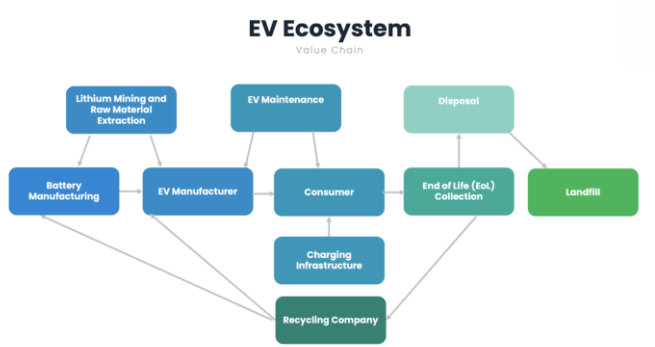 EV Ecosystem
Value Chain
Lithium Mining and
Raw Material
Extraction
EV Maintenance
Disposal
Battery
Manufacturing
EV Manufacturer
Consumer
End of Life (EoL)
Collection
Landfill
Charging
Infrastructure
Recycling Company